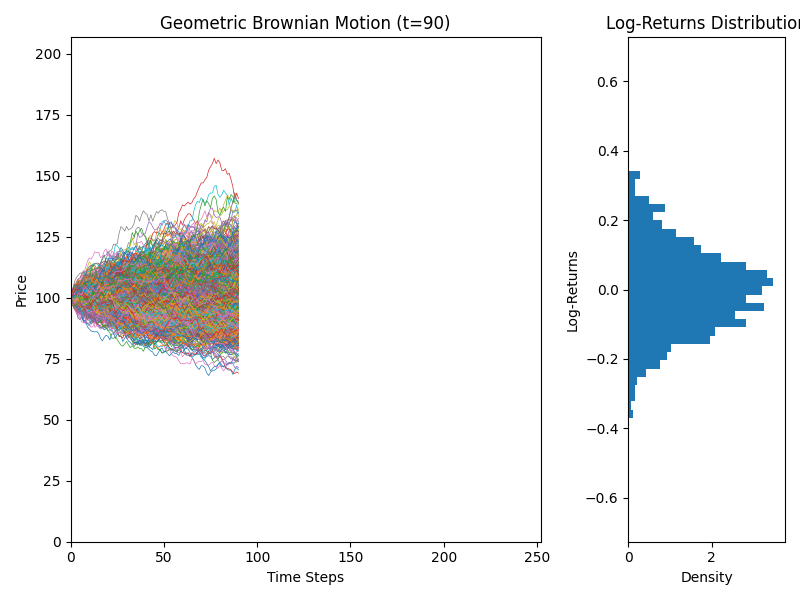 Geometric Brownian Motion (t=90)
200
175
150
125
100
75
50
25
0
Price
0 50 100 150 200 250
Time Steps
Log-Returns Distribution
0.6
0.4
0.2
0.0
−0.2
−0.4
−0.6
Log-Returns
0 2
Density